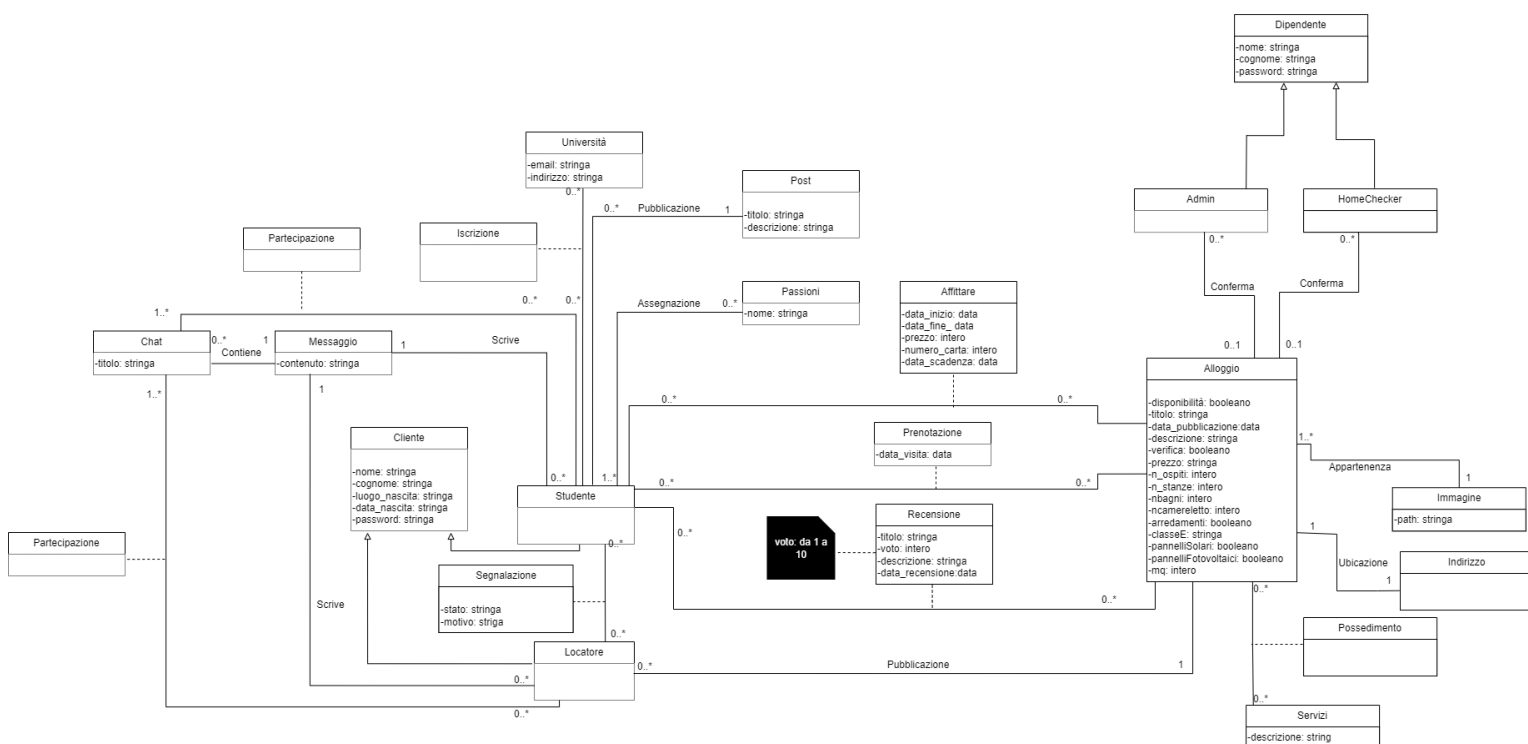 Dipendente
-nome: stringa
-cognome: stringa
-password: stringa
Università
-email: stringa
-indirizzo: stringa
0..*
Post
-titolo: stringa
-descrizione: stringa
0..*
Pubblicazione
1
Admin
0..*
HomeChecker
0..*
Iscrizione
Partecipazione
Conferma
Conferma
0..1
0..1
Passioni
-nome: stringa
Assegnazione
0..*
Affittare
-data_inizio: data
-data_fine_ data
-prezzo: intero
-numero_carta: intero
-data_scadenza: data
0..*
0..*
1..*
1
Chat
-titolo: stringa
0..*
Contiene
1
Messaggio
-contenuto: stringa
1
Scrive
1..*
1
Alloggio
-disponibilità: booleano
-titolo: stringa
-data_pubblicazione:data
-descrizione: stringa
-verifica: booleano
-prezzo: stringa
-n_ospiti: intero
-n_stanze: intero
-nbagni: intero
-ncamereletto: intero
-arredamenti: booleano
-classeE: stringa
-pannelliSolari: booleano
-pannelliFotovoltaici: booleano
-mq: intero
0..*
0..*
Prenotazione
-data_visita: data
0..*
0..*
Cliente
-nome: stringa
-cognome: stringa
-luogo_nascita: stringa
-data_nascita: stringa
-password: stringa
0..*
1..*
Studente
1..*
Appartenenza
1
Immagine
-path: stringa
Recensione
-titolo: stringa
-voto: intero
-descrizione: stringa
-data_recensione:data
voto: da 1 a
10
0..*
0..*
Partecipazione
0..*
1
Ubicazione
1
Indirizzo
Segnalazione
-stato: stringa
-motivo: striga
Scrive
0..*
Locatore
0..*
0..*
0..*
Pubblicazione
1
0..*
Possedimento
0..*
Servizi
-descrizione: string